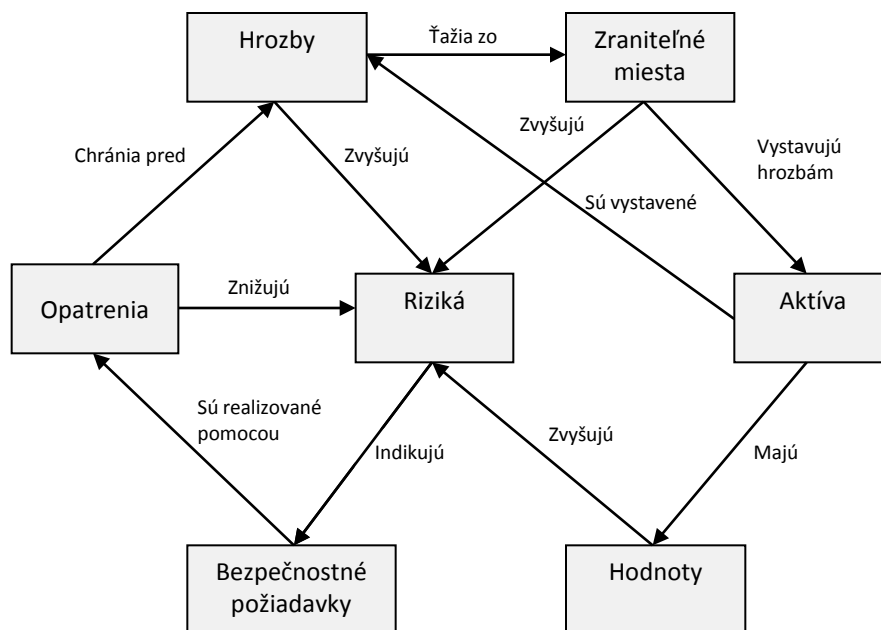 Hrozby
Ťažia zo
Zraniteľné
miesta
Chránia pred
Zvyšujú
Zvyšujú
Vystavujú
hrozbám
Sú vystavené
Opatrenia
Znižujú
Riziká
Aktíva
Sú realizované
pomocou
Indikujú
Zvyšujú
Majú
Bezpečnostné
požiadavky
Hodnoty